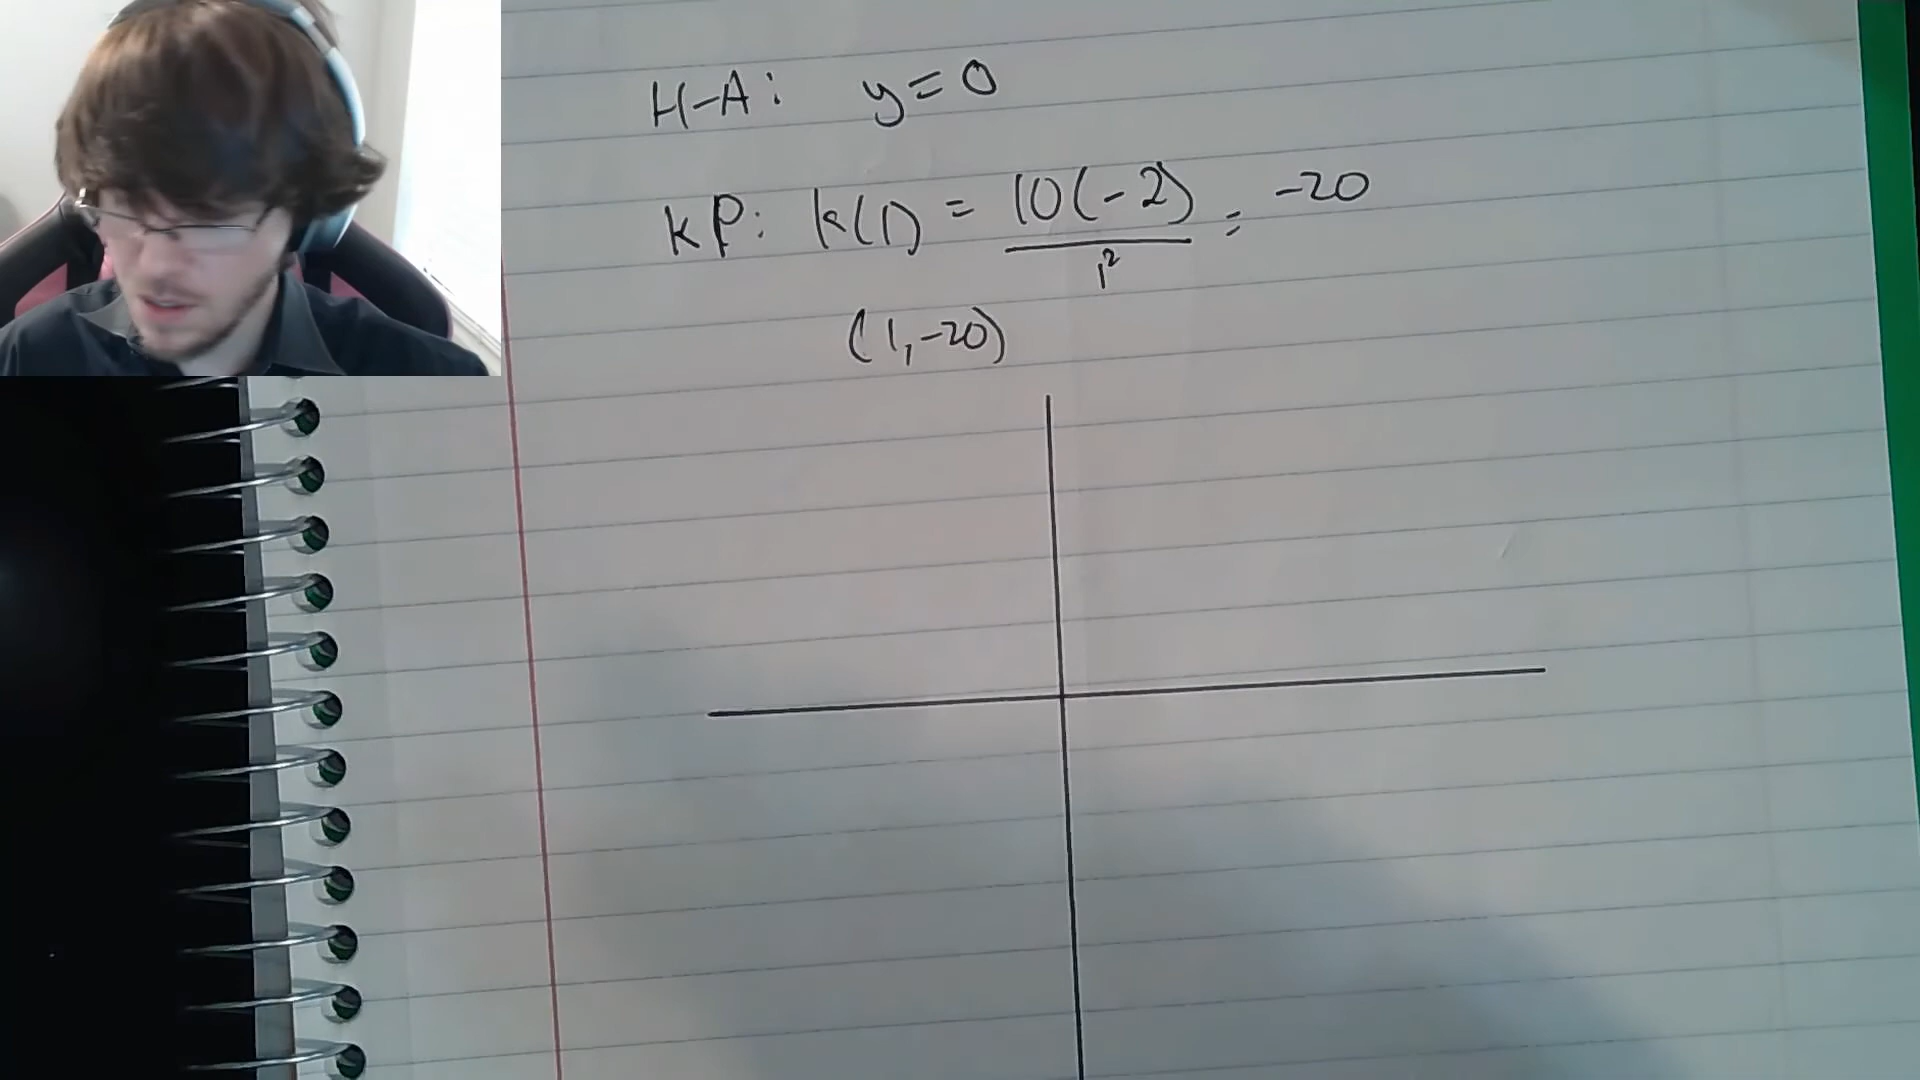 H-A: y = 0
KP: k(1) = 10(-2) / 1² = -20
(1, -20)